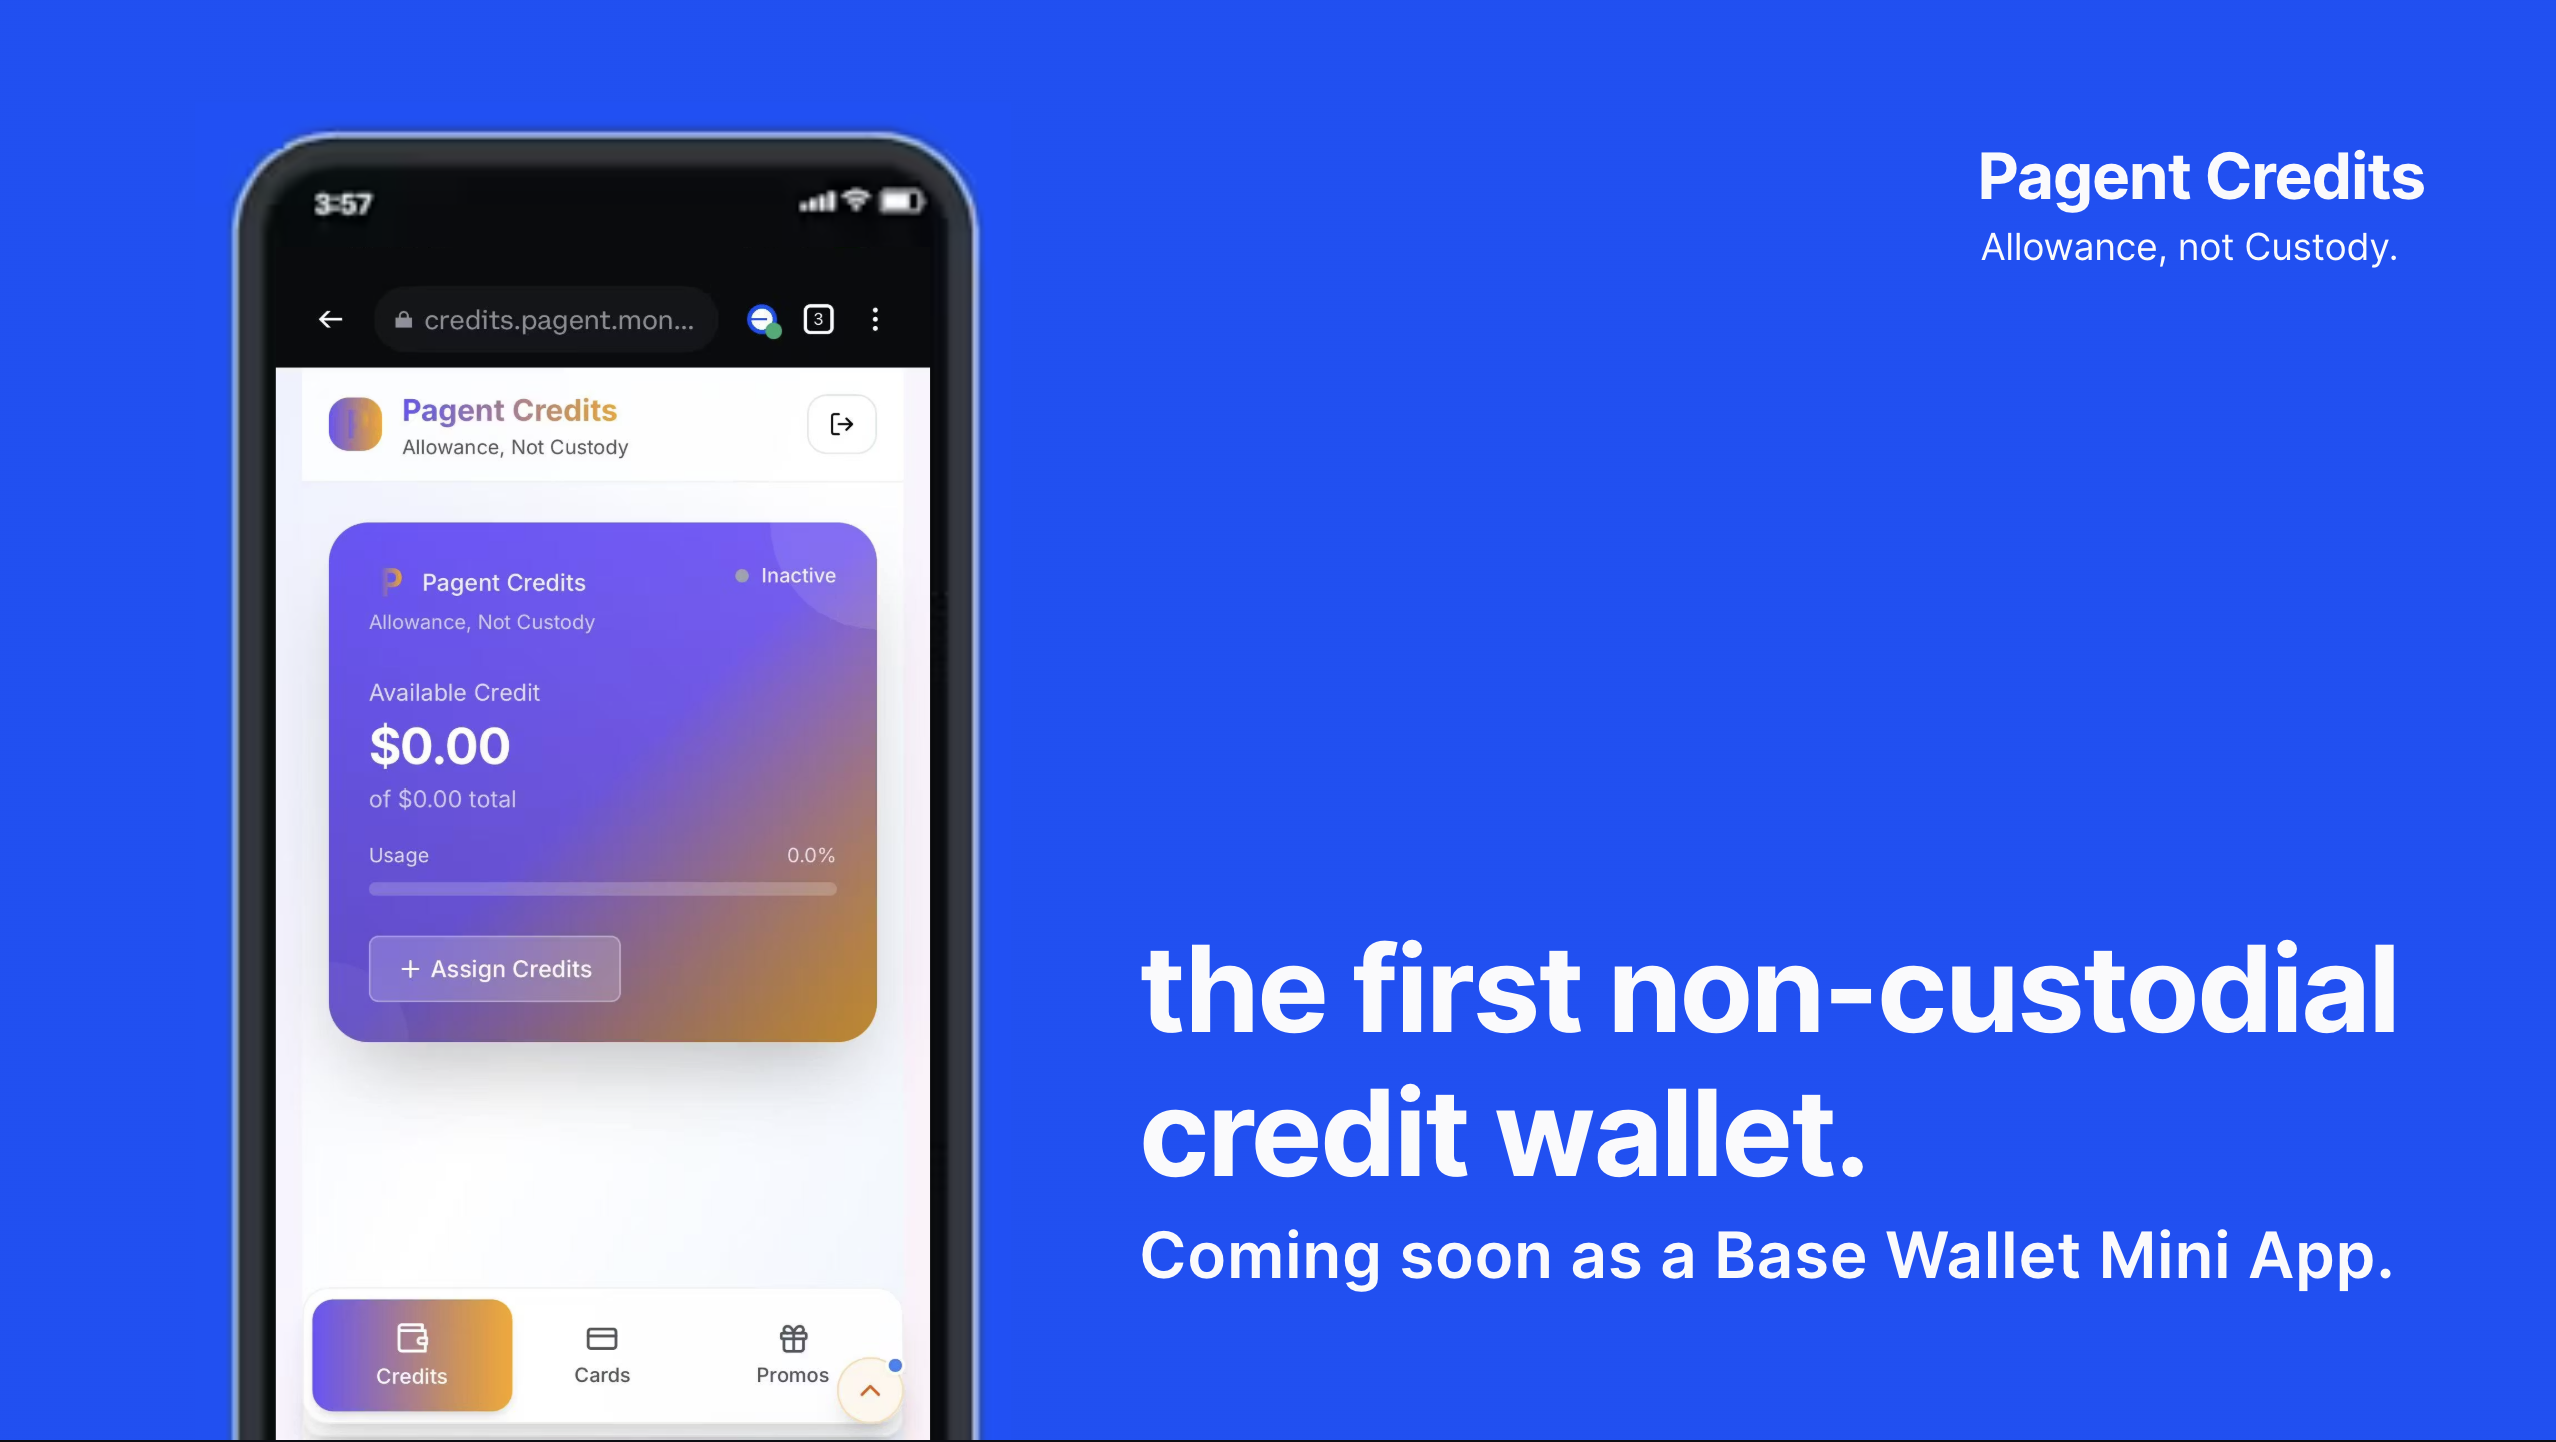 Pagent Credits
Allowance, not Custody.
3:57
credits.pagent.mon...
3
Pagent Credits
Allowance, Not Custody
P Pagent Credits
Inactive
Allowance, Not Custody
Available Credit
$0.00
of $0.00 total
Usage
0.0%
+ Assign Credits
Credits
Cards
Promos
the first non-custodial
credit wallet.
Coming soon as a Base Wallet Mini App.